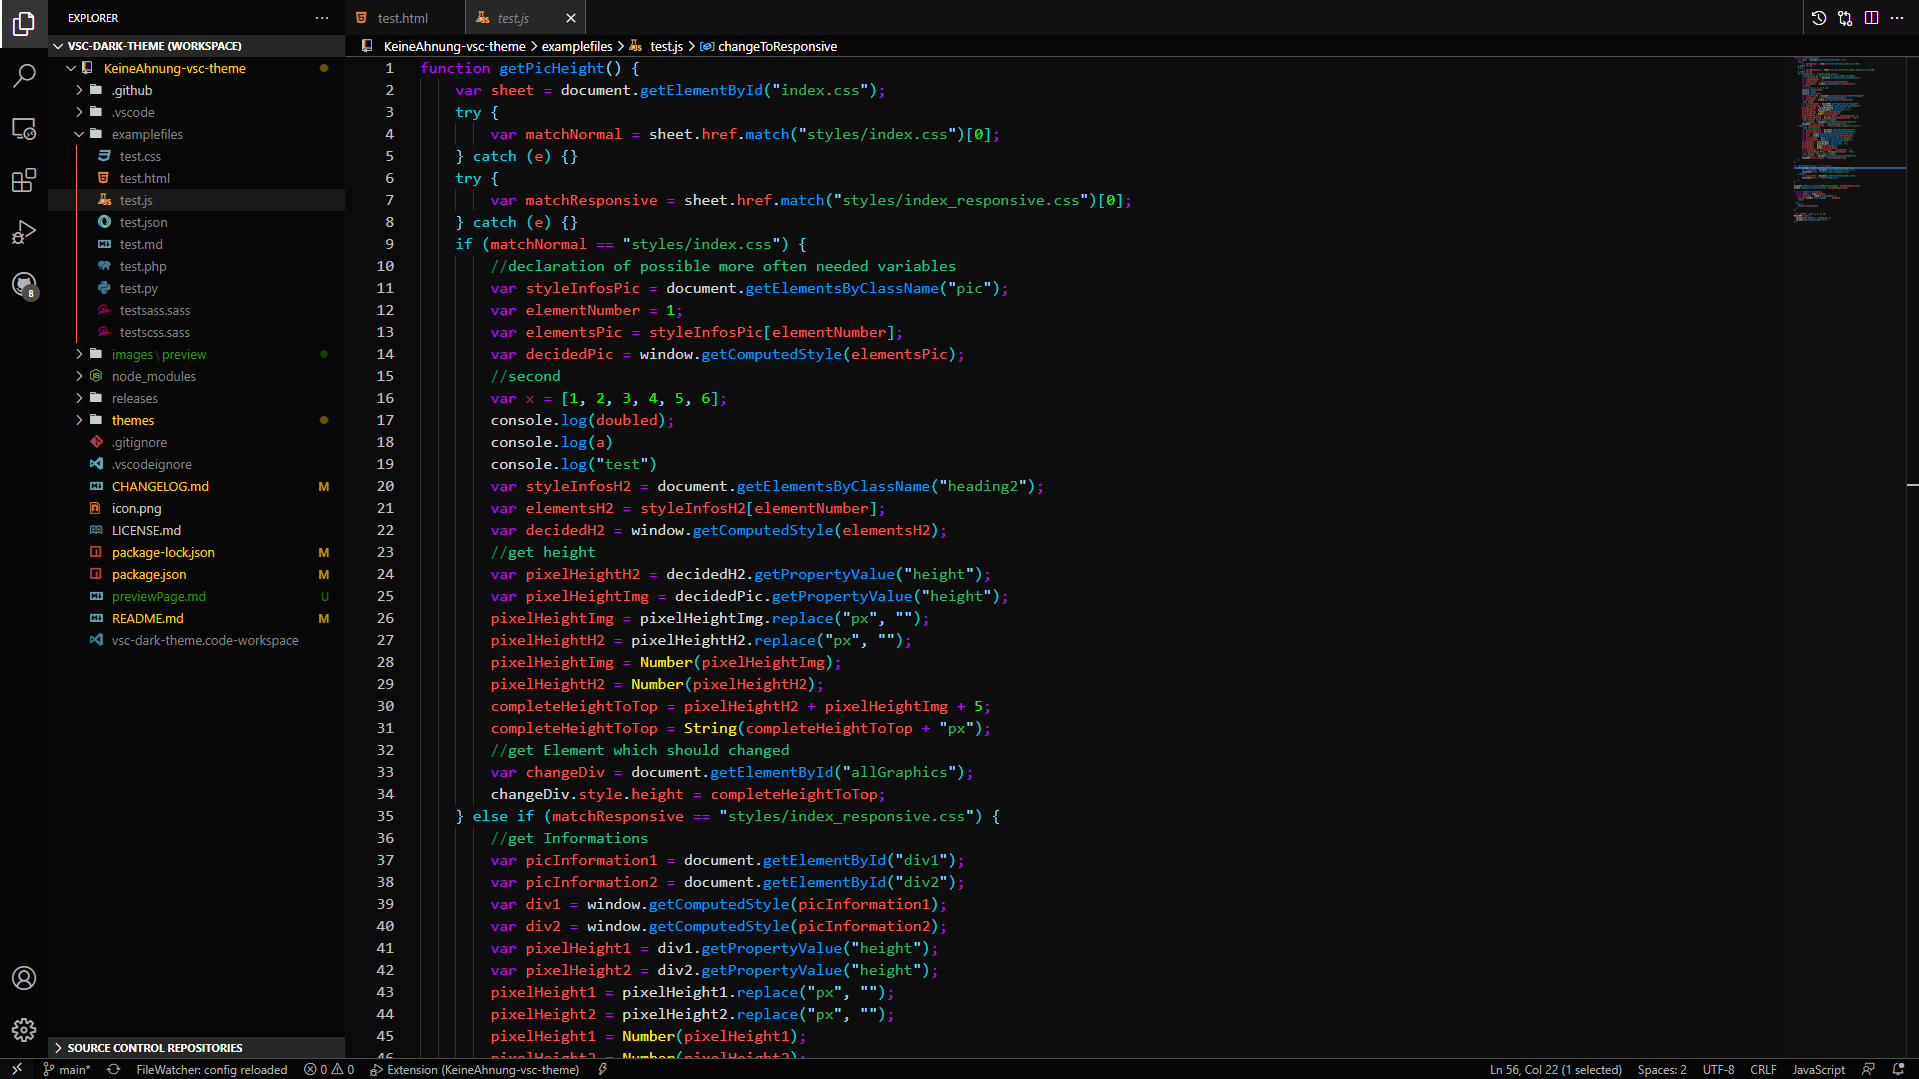 EXPLORER
VSC-DARK-THEME (WORKSPACE)
KeineAhnung-vsc-theme
.github
.vscode
examplefiles
test.css
test.html
test.js
test.json
test.md
test.php
test.py
testsass.sass
testscss.sass
images \ preview
node_modules
releases
themes
.gitignore
.vscodeignore
CHANGELOG.md M
icon.png
LICENSE.md
package-lock.json M
package.json M
previewPage.md U
README.md M
vsc-dark-theme.code-workspace
SOURCE CONTROL REPOSITORIES
8
test.html test.js
KeineAhnung-vsc-theme > examplefiles > test.js > changeToResponsive
1 function getPicHeight() {
2 var sheet = document.getElementById("index.css");
3 try {
4 var matchNormal = sheet.href.match("styles/index.css")[0];
5 } catch (e) {}
6 try {
7 var matchResponsive = sheet.href.match("styles/index_responsive.css")[0];
8 } catch (e) {}
9 if (matchNormal == "styles/index.css") {
10 //declaration of possible more often needed variables
11 var styleInfosPic = document.getElementsByClassName("pic");
12 var elementNumber = 1;
13 var elementsPic = styleInfosPic[elementNumber];
14 var decidedPic = window.getComputedStyle(elementsPic);
15 //second
16 var x = [1, 2, 3, 4, 5, 6];
17 console.log(doubled);
18 console.log(a)
19 console.log("test")
20 var styleInfosH2 = document.getElementsByClassName("heading2");
21 var elementsH2 = styleInfosH2[elementNumber];
22 var decidedH2 = window.getComputedStyle(elementsH2);
23 //get height
24 var pixelHeightH2 = decidedH2.getPropertyValue("height");
25 var pixelHeightImg = decidedPic.getPropertyValue("height");
26 pixelHeightImg = pixelHeightImg.replace("px", "");
27 pixelHeightH2 = pixelHeightH2.replace("px", "");
28 pixelHeightImg = Number(pixelHeightImg);
29 pixelHeightH2 = Number(pixelHeightH2);
30 completeHeightToTop = pixelHeightH2 + pixelHeightImg + 5;
31 completeHeightToTop = String(completeHeightToTop + "px");
32 //get Element which should changed
33 var changeDiv = document.getElementById("allGraphics");
34 changeDiv.style.height = completeHeightToTop;
35 } else if (matchResponsive == "styles/index_responsive.css") {
36 //get Informations
37 var picInformation1 = document.getElementById("div1");
38 var picInformation2 = document.getElementById("div2");
39 var div1 = window.getComputedStyle(picInformation1);
40 var div2 = window.getComputedStyle(picInformation2);
41 var pixelHeight1 = div1.getPropertyValue("height");
42 var pixelHeight2 = div2.getPropertyValue("height");
43 pixelHeight1 = pixelHeight1.replace("px", "");
44 pixelHeight2 = pixelHeight2.replace("px", "");
45 pixelHeight1 = Number(pixelHeight1);
46 pixelHeight2 = Number(pixelHeight2);
main* FileWatcher: config reloaded 0 0 Extension (KeineAhnung-vsc-theme) Ln 56, Col 22 (1 selected) Spaces: 2 UTF-8 CRLF JavaScript